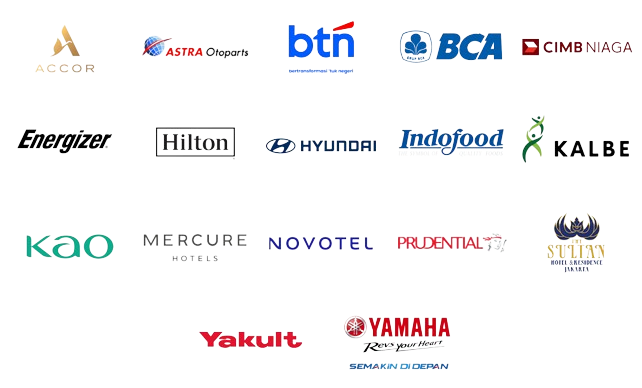 ACCOR
ASTRA Otoparts
btn
bertransformasi 'tuk negeri
BCA
CIMB NIAGA
Energizer
Hilton
HYUNDAI
Indofood
KALBE
Kao
MERCURE
HOTELS
NOVOTEL
PRUDENTIAL
THE
SULTAN
HOTEL & RESIDENCE
JAKARTA
Yakult
YAMAHA
Revs Your Heart
SEMAKIN DI DEPAN